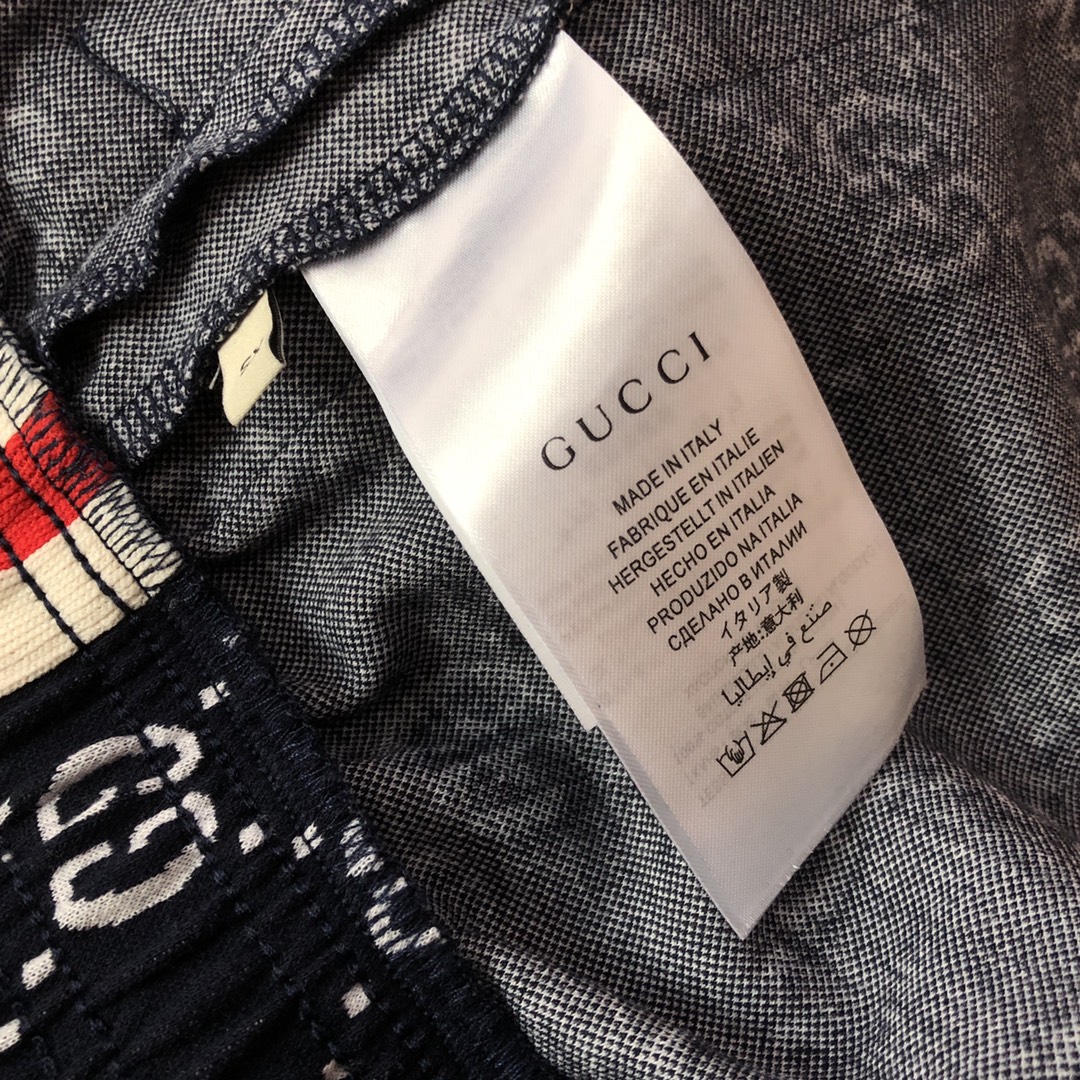 GUCCI
MADE IN ITALY
FABRIQUE EN ITALIE
HERGESTELLT IN ITALIEN
HECHO EN ITALIA
PRODUZIDO NA ITALIA
СДЕЛАНО В ИТАЛИИ
イタリア製
产地:意大利
صنع في إيطاليا